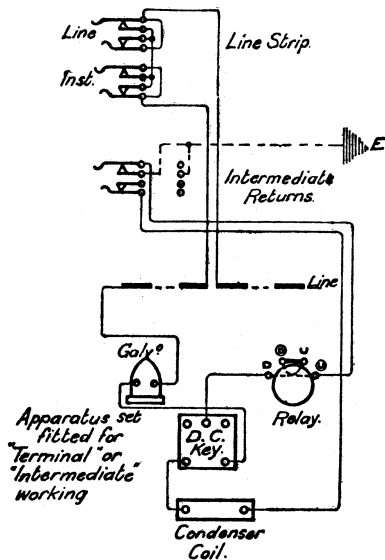 Line
Line Strip.
Inst.
E
Intermediate
Returns.
Line
Galvo
D U
Relay.
Apparatus set
fitted for
"Terminal" or
"Intermediate"
working
D.C.
Key.
Condenser
Coil.